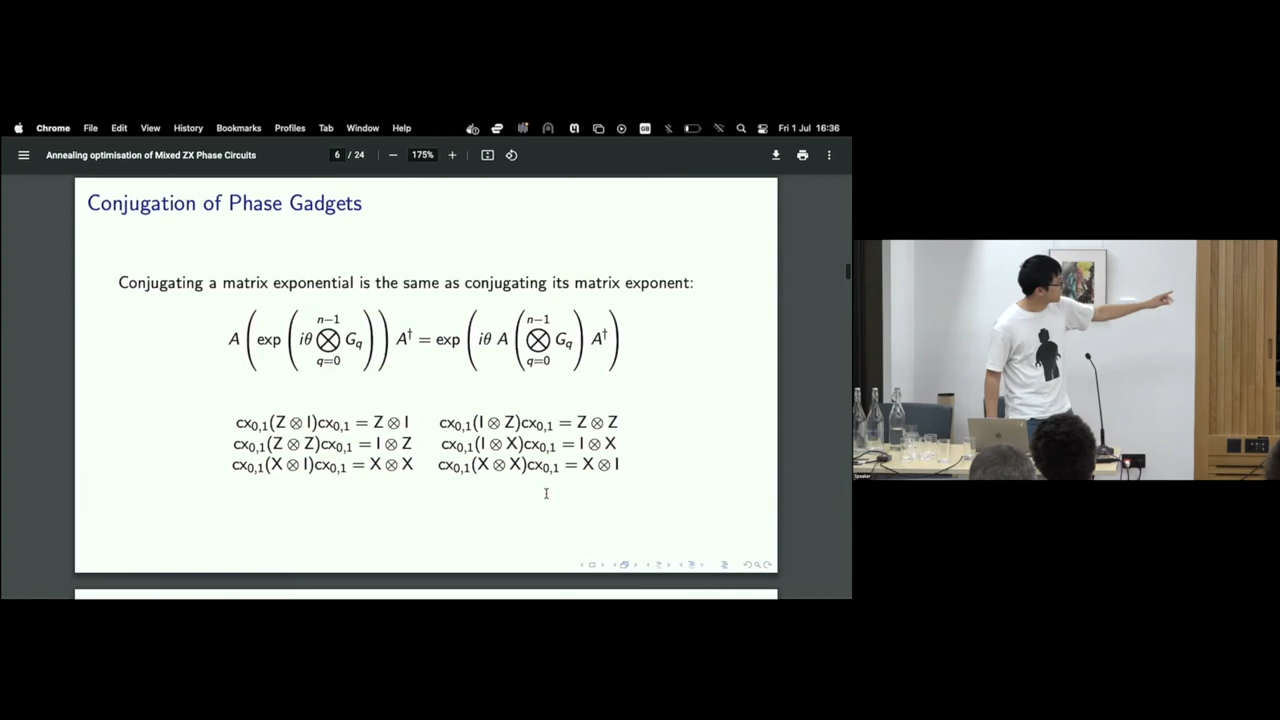 Chrome File Edit View History Bookmarks Profiles Tab Window Help GB Fri 1 Jul 16:36
Annealing optimisation of Mixed ZX Phase Circuits 6 / 24 − 175% +
Conjugation of Phase Gadgets
Conjugating a matrix exponential is the same as conjugating its matrix exponent:
A ( exp ( iθ ⨂_{q=0}^{n−1} G_q ) ) A† = exp ( iθ A ( ⨂_{q=0}^{n−1} G_q ) A† )
cx₀,₁(Z ⊗ I)cx₀,₁ = Z ⊗ I cx₀,₁(I ⊗ Z)cx₀,₁ = Z ⊗ Z
cx₀,₁(Z ⊗ Z)cx₀,₁ = I ⊗ Z cx₀,₁(I ⊗ X)cx₀,₁ = I ⊗ X
cx₀,₁(X ⊗ I)cx₀,₁ = X ⊗ X cx₀,₁(X ⊗ X)cx₀,₁ = X ⊗ I
Speaker